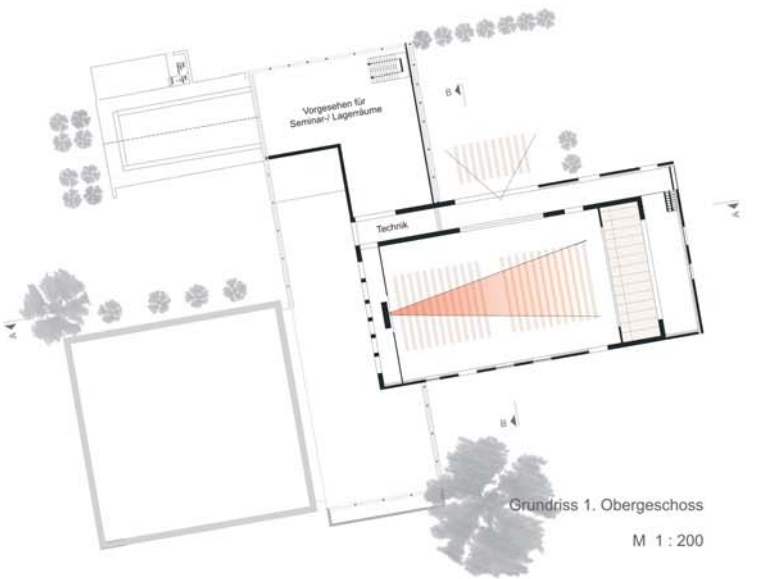 B
Vorgesehen für
Seminar-/ Lagerräume
A
Technik
A
B
Grundriss 1. Obergeschoss
M 1 : 200